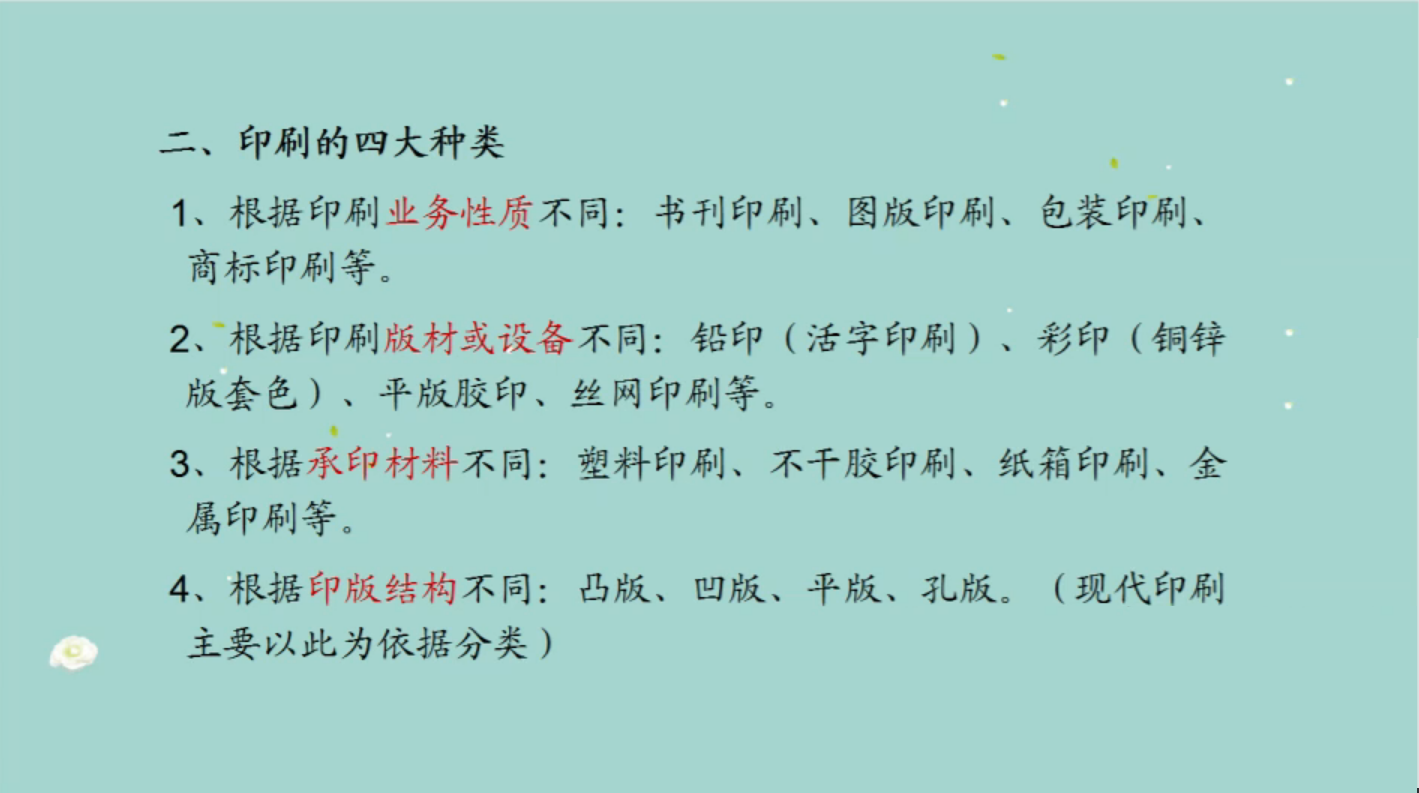 二、印刷的四大种类
1、根据印刷业务性质不同：书刊印刷、图版印刷、包装印刷、
商标印刷等。
2、根据印刷版材或设备不同：铅印（活字印刷）、彩印（铜锌
版套色）、平版胶印、丝网印刷等。
3、根据承印材料不同：塑料印刷、不干胶印刷、纸箱印刷、金
属印刷等。
4、根据印版结构不同：凸版、凹版、平版、孔版。（现代印刷
主要以此为依据分类）